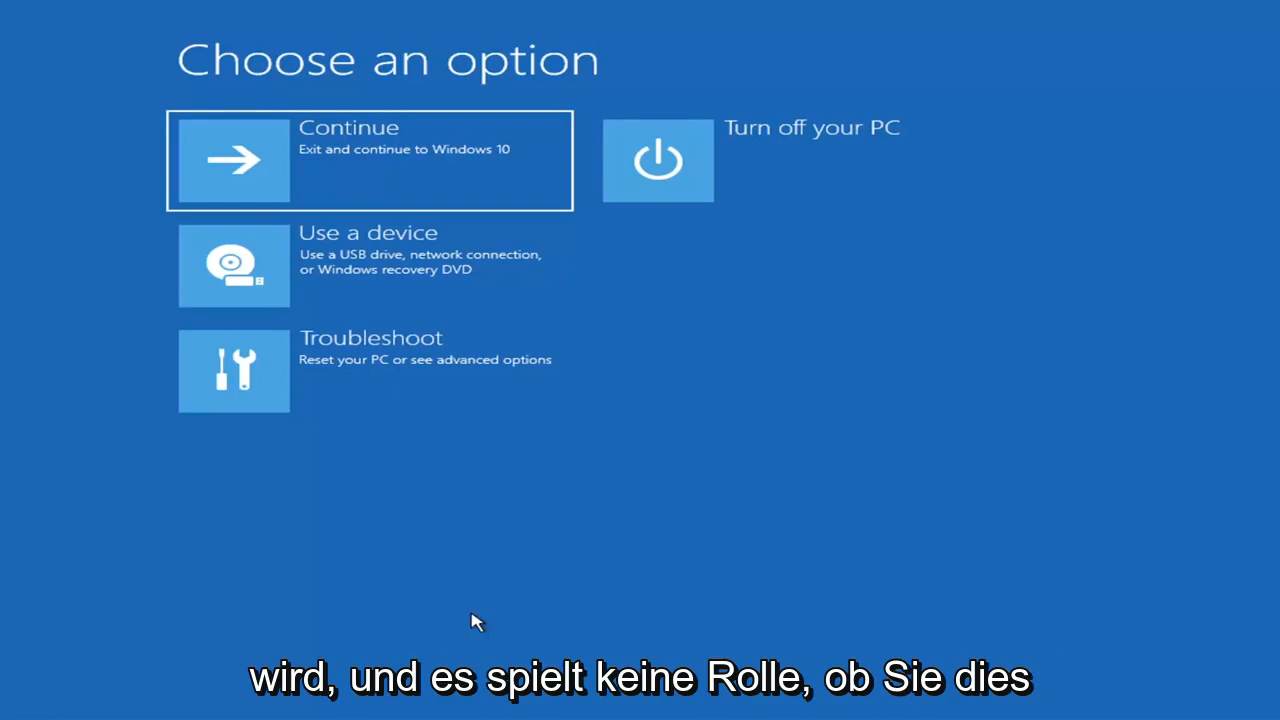 Choose an option
Continue
Exit and continue to Windows 10
Turn off your PC
Use a device
Use a USB drive, network connection,
or Windows recovery DVD
Troubleshoot
Reset your PC or see advanced options
wird, und es spielt keine Rolle, ob Sie dies